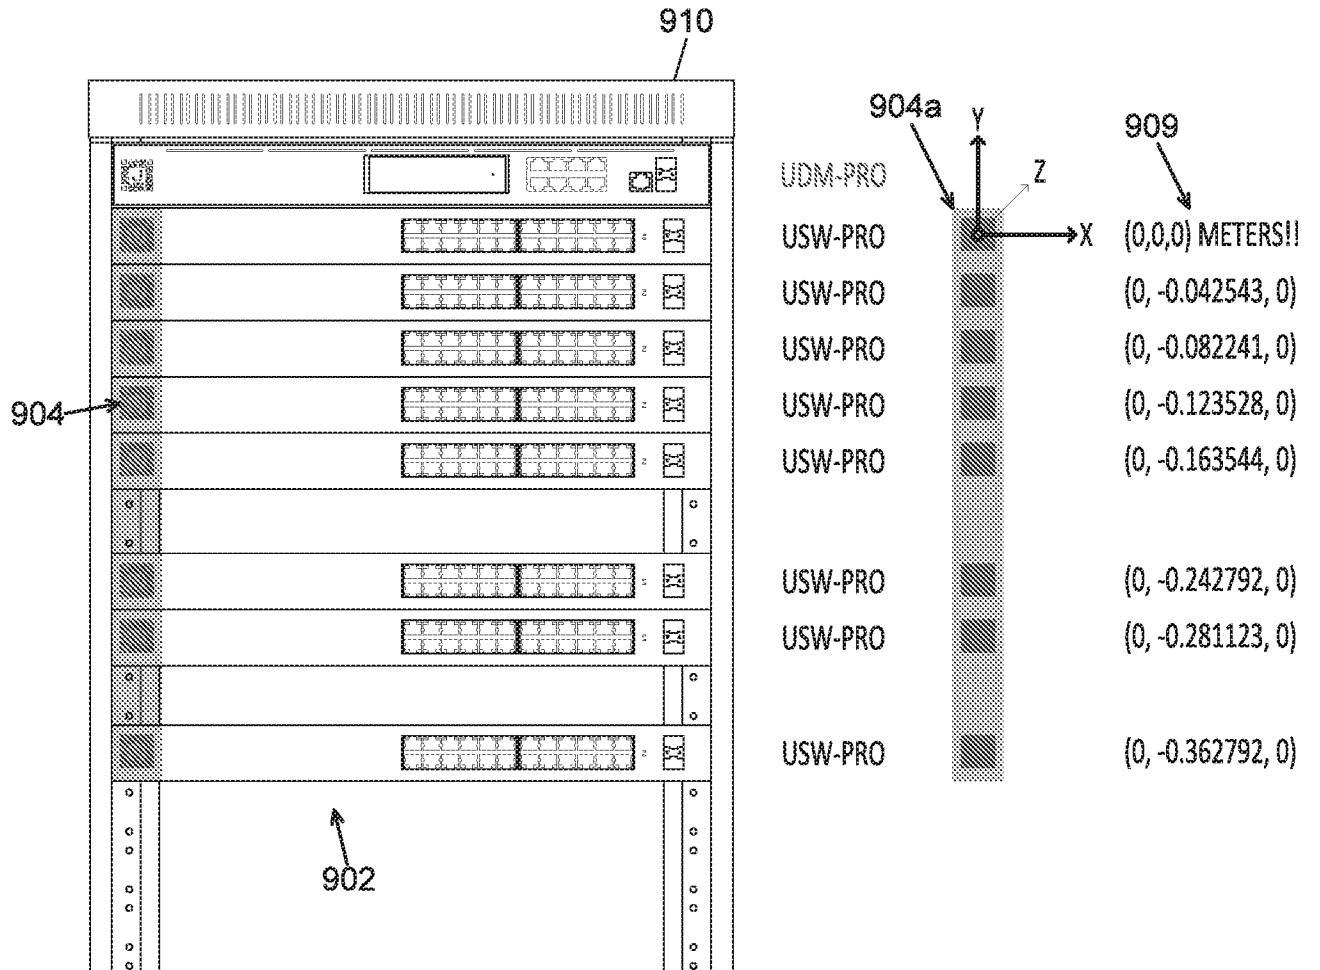 910
904a
Y
909
UDM-PRO
Z
USW-PRO
X
(0,0,0) METERS!!
USW-PRO
(0, -0.042543, 0)
USW-PRO
(0, -0.082241, 0)
904
USW-PRO
(0, -0.123528, 0)
USW-PRO
(0, -0.163544, 0)
USW-PRO
(0, -0.242792, 0)
USW-PRO
(0, -0.281123, 0)
USW-PRO
(0, -0.362792, 0)
902